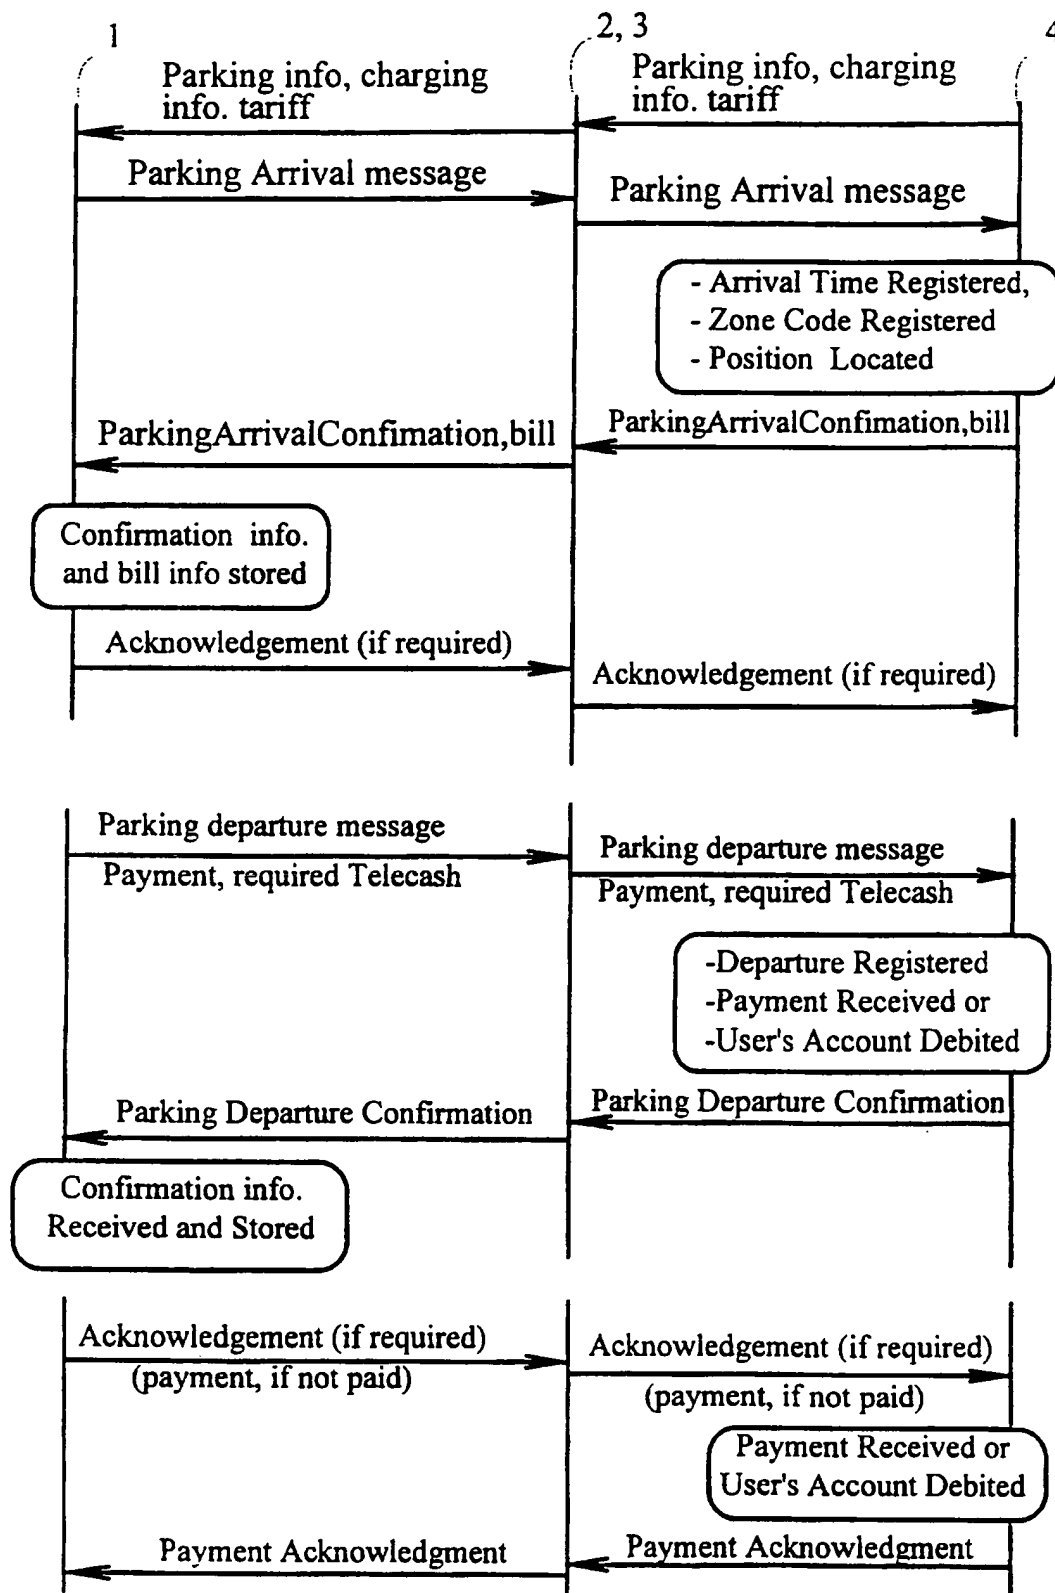 1
2, 3
4
Parking info, charging
info. tariff
Parking info, charging
info. tariff
Parking Arrival message
Parking Arrival message
- Arrival Time Registered,
- Zone Code Registered
- Position Located
ParkingArrivalConfimation,bill
ParkingArrivalConfimation,bill
Confirmation info.
and bill info stored
Acknowledgement (if required)
Acknowledgement (if required)
Parking departure message
Payment, required Telecash
Parking departure message
Payment, required Telecash
-Departure Registered
-Payment Received or
-User's Account Debited
Parking Departure Confirmation
Parking Departure Confirmation
Confirmation info.
Received and Stored
Acknowledgement (if required)
(payment, if not paid)
Acknowledgement (if required)
(payment, if not paid)
Payment Received or
User's Account Debited
Payment Acknowledgment
Payment Acknowledgment